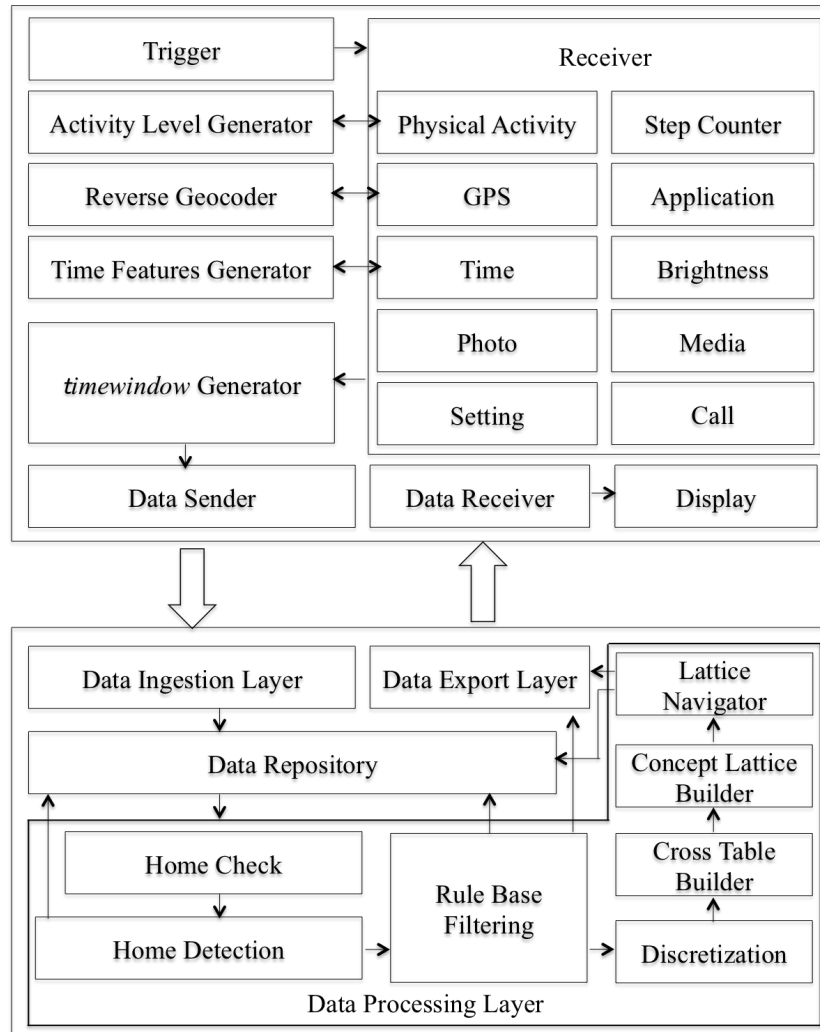 Trigger
Receiver
Activity Level Generator
Physical Activity
Step Counter
Reverse Geocoder
GPS
Application
Time Features Generator
Time
Brightness
timewindow Generator
Photo
Media
Setting
Call
Data Sender
Data Receiver
Display
Data Ingestion Layer
Data Export Layer
Lattice
Navigator
Data Repository
Concept Lattice
Builder
Home Check
Rule Base
Filtering
Cross Table
Builder
Home Detection
Discretization
Data Processing Layer